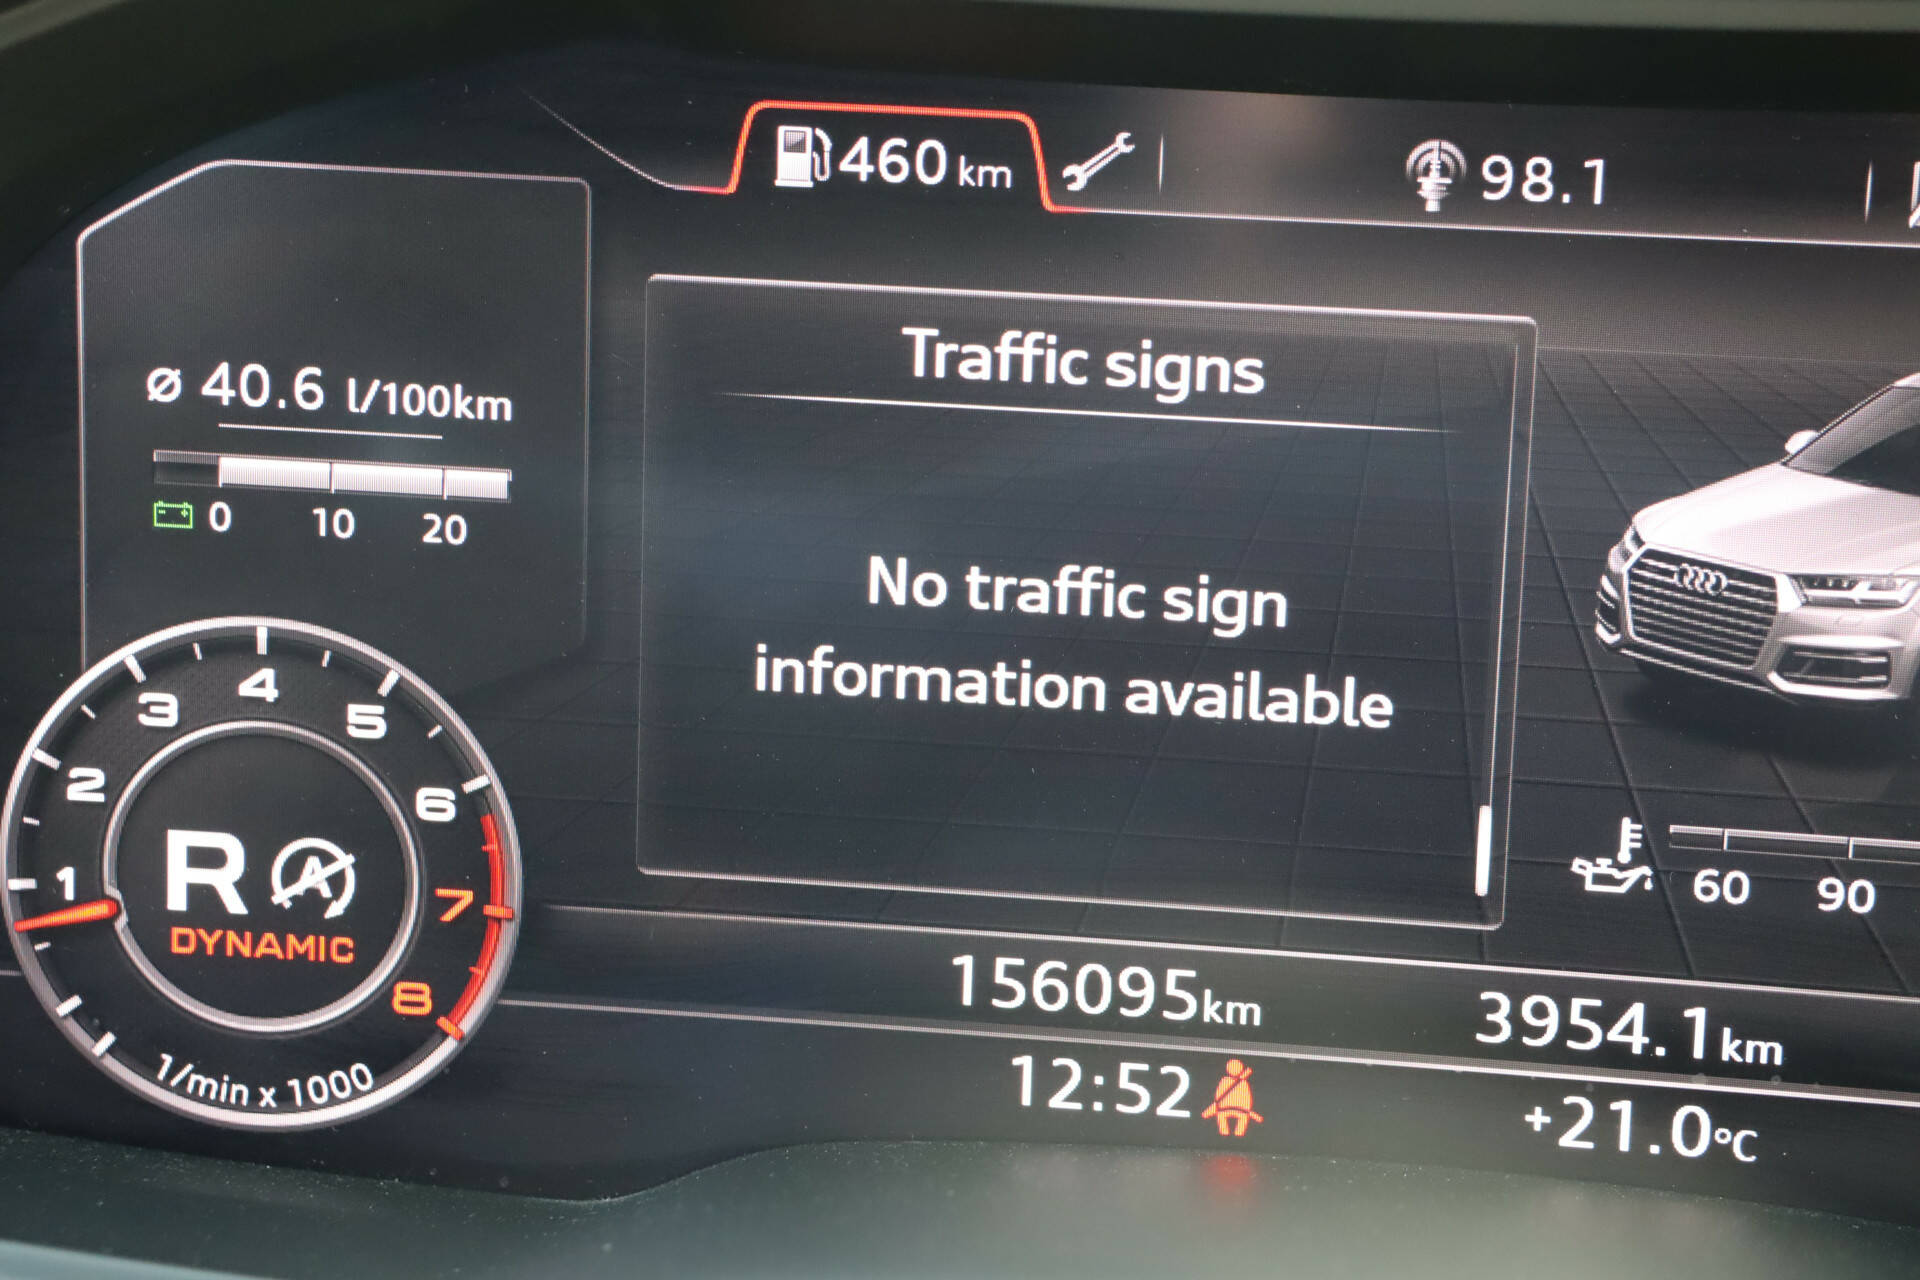 460 km
98.1
Ø 40.6 l/100km
0 10 20
Traffic signs
No traffic sign
information available
1 2 3 4 5 6 7 8
R A
DYNAMIC
1/min x 1000
60 90
156095km
3954.1km
12:52
+21.0°C